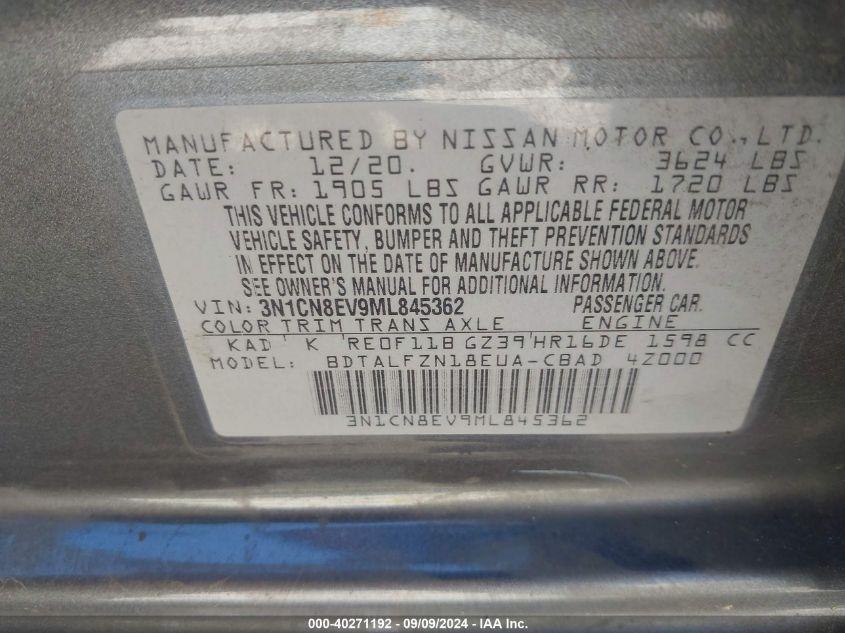 MANUFACTURED BY NISSAN MOTOR CO., LTD.
DATE: 12/20. GVWR: 3624 LBS
GAWR FR: 1905 LBS GAWR RR: 1720 LBS
THIS VEHICLE CONFORMS TO ALL APPLICABLE FEDERAL MOTOR
VEHICLE SAFETY, BUMPER AND THEFT PREVENTION STANDARDS
IN EFFECT ON THE DATE OF MANUFACTURE SHOWN ABOVE.
SEE OWNER'S MANUAL FOR ADDITIONAL INFORMATION.
VIN: 3N1CN8EV9ML845362 PASSENGER CAR.
COLOR TRIM TRANS AXLE ENGINE
KAD K RE0F11B GZ39 HR16DE 1598 CC
MODEL: BDTALFZN18EUA-CBAD 4Z000
3N1CN8EV9ML845362
000-40271192 - 09/09/2024 - IAA Inc.